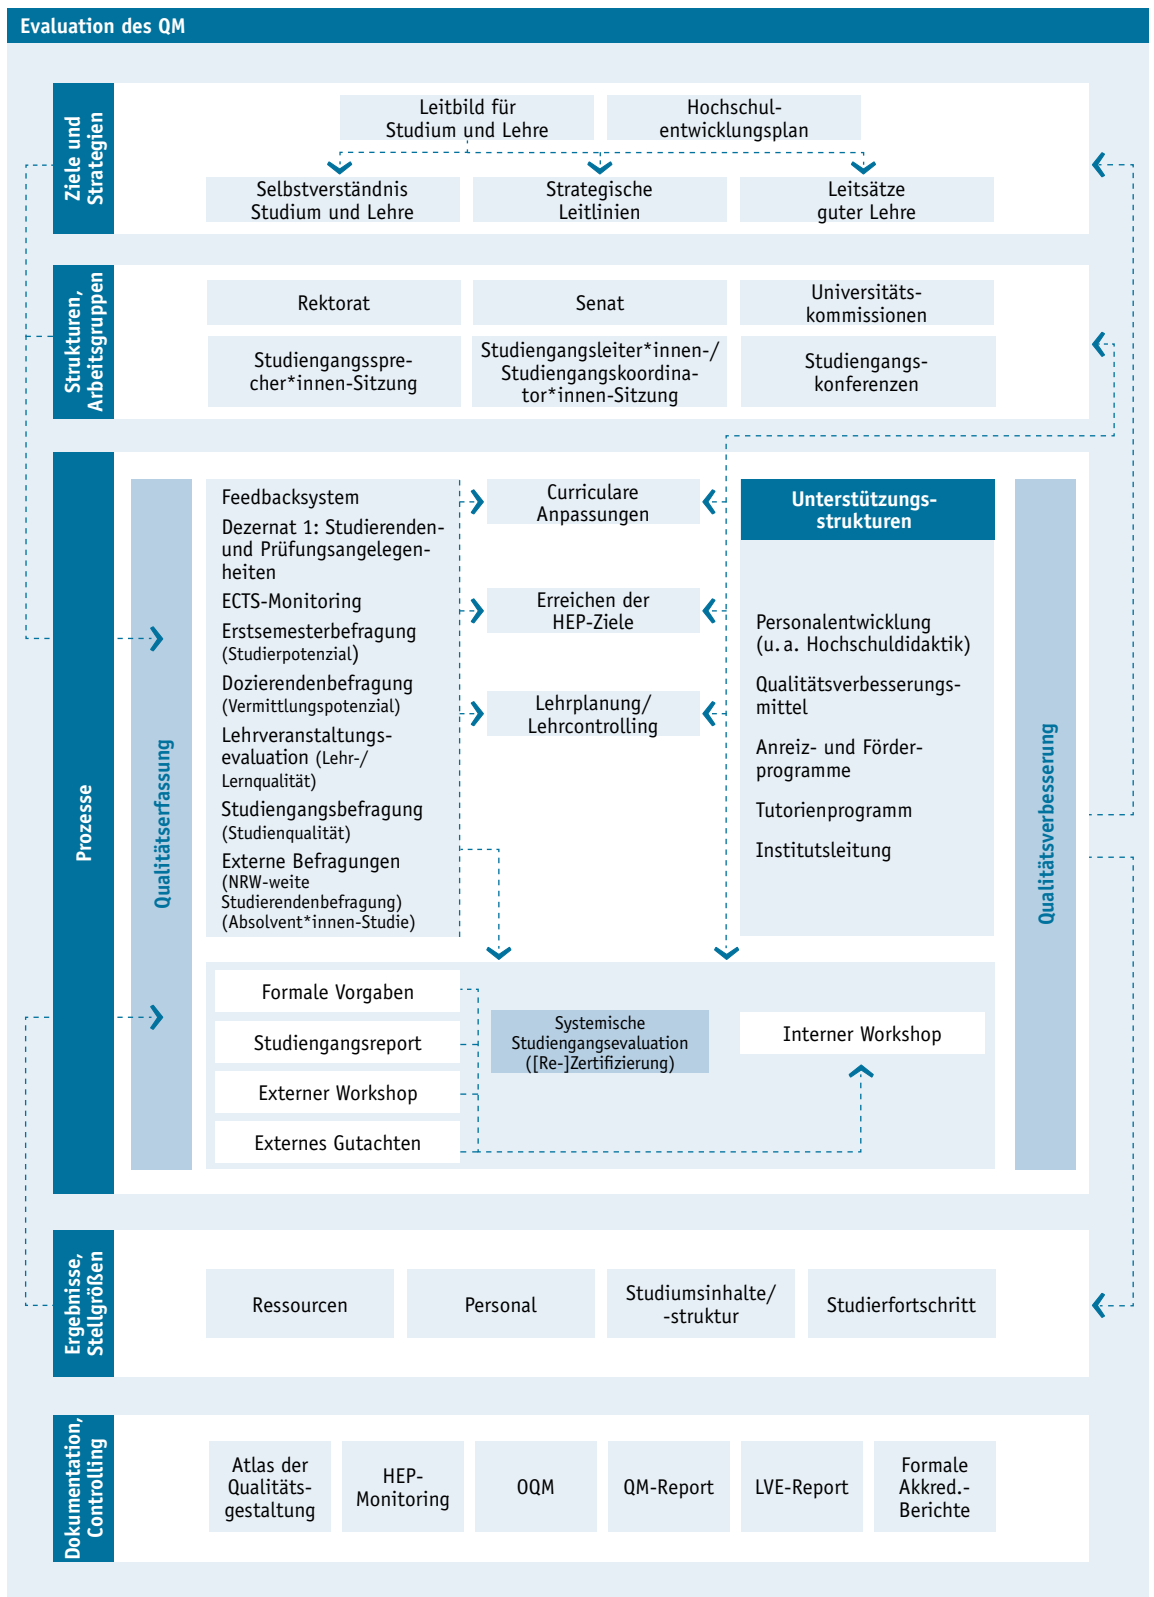 Evaluation des QM
Ziele und
Strategien
Leitbild für
Studium und Lehre
Hochschul-
entwicklungsplan
Selbstverständnis
Studium und Lehre
Strategische
Leitlinien
Leitsätze
guter Lehre
Strukturen,
Arbeitsgruppen
Rektorat
Senat
Universitäts-
kommissionen
Studiengangsspre-
cher*innen-Sitzung
Studiengangsleiter*innen-/
Studiengangskoordina-
tor*innen-Sitzung
Studiengangs-
konferenzen
Prozesse
Qualitätserfassung
Feedbacksystem
Dezernat 1: Studierenden-
und Prüfungsangelegen-
heiten
ECTS-Monitoring
Erstsemesterbefragung
(Studierpotenzial)
Dozierendenbefragung
(Vermittlungspotenzial)
Lehrveranstaltungs-
evaluation (Lehr-/
Lernqualität)
Studiengangsbefragung
(Studienqualität)
Externe Befragungen
(NRW-weite
Studierendenbefragung)
(Absolvent*innen-Studie)
Curriculare
Anpassungen
Erreichen der
HEP-Ziele
Lehrplanung/
Lehrcontrolling
Unterstützungs-
strukturen
Personalentwicklung
(u. a. Hochschuldidaktik)
Qualitätsverbesserungs-
mittel
Anreiz- und Förder-
programme
Tutorienprogramm
Institutsleitung
Qualitätsverbesserung
Formale Vorgaben
Studiengangsreport
Externer Workshop
Externes Gutachten
Systemische
Studiengangsevaluation
([Re-]Zertifizierung)
Interner Workshop
Ergebnisse,
Stellgrößen
Ressourcen
Personal
Studiumsinhalte/
-struktur
Studierfortschritt
Dokumentation,
Controlling
Atlas der
Qualitäts-
gestaltung
HEP-
Monitoring
OQM
QM-Report
LVE-Report
Formale
Akkred.-
Berichte